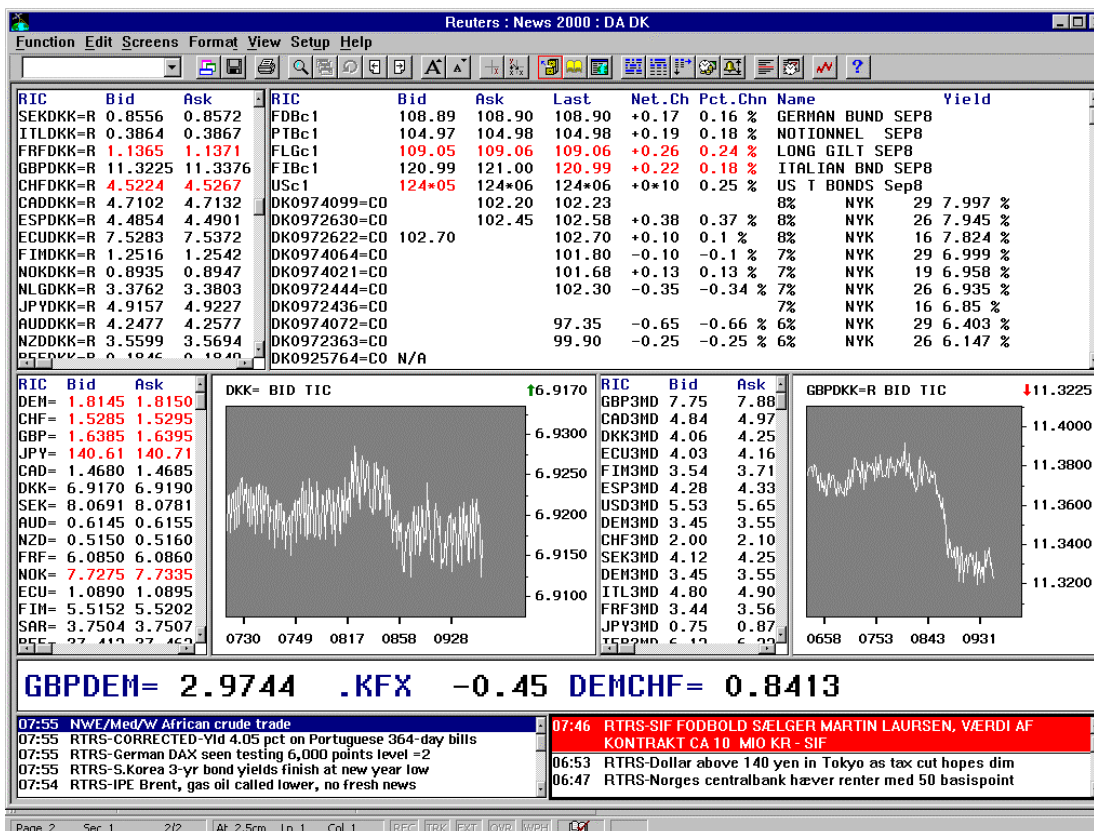 Reuters : News 2000 : DA DK
Function Edit Screens Format View Setup Help
RIC Bid Ask
SEKDKK=R 0.8556 0.8572
ITLDKK=R 0.3864 0.3867
FRFDKK=R 1.1365 1.1371
GBPDKK=R 11.3225 11.3376
CHFDKK=R 4.5224 4.5267
CADDKK=R 4.7102 4.7132
ESPDKK=R 4.4854 4.4901
ECUDKK=R 7.5283 7.5372
FIMDKK=R 1.2516 1.2542
NOKDKK=R 0.8935 0.8947
NLGDKK=R 3.3762 3.3803
JPYDKK=R 4.9157 4.9227
AUDDKK=R 4.2477 4.2577
NZDDKK=R 3.5599 3.5694
RIC Bid Ask Last Net.Ch Pct.Chn Name Yield
FDBc1 108.89 108.90 108.90 +0.17 0.16 % GERMAN BUND SEP8
PTBc1 104.97 104.98 104.98 +0.19 0.18 % NOTIONNEL SEP8
FLGc1 109.05 109.06 109.06 +0.26 0.24 % LONG GILT SEP8
FIBc1 120.99 121.00 120.99 +0.22 0.18 % ITALIAN BND SEP8
USc1 124*05 124*06 124*06 +0*10 0.25 % US T BONDS Sep8
DK0974099=CO 102.20 102.23 8% NYK 29 7.997 %
DK0972630=CO 102.45 102.58 +0.38 0.37 % 8% NYK 26 7.945 %
DK0972622=CO 102.70 102.70 +0.10 0.1 % 8% NYK 16 7.824 %
DK0974064=CO 101.80 -0.10 -0.1 % 7% NYK 29 6.999 %
DK0974021=CO 101.68 +0.13 0.13 % 7% NYK 19 6.958 %
DK0972444=CO 102.30 -0.35 -0.34 % 7% NYK 26 6.935 %
DK0972436=CO 7% NYK 16 6.85 %
DK0974072=CO 97.35 -0.65 -0.66 % 6% NYK 29 6.403 %
DK0972363=CO 99.90 -0.25 -0.25 % 6% NYK 26 6.147 %
DK0925764=CO N/A
RIC Bid Ask
DEM= 1.8145 1.8150
CHF= 1.5285 1.5295
GBP= 1.6385 1.6395
JPY= 140.61 140.71
CAD= 1.4680 1.4685
DKK= 6.9170 6.9190
SEK= 8.0691 8.0781
AUD= 0.6145 0.6155
NZD= 0.5150 0.5160
FRF= 6.0850 6.0860
NOK= 7.7275 7.7335
ECU= 1.0890 1.0895
FIM= 5.5152 5.5202
SAR= 3.7504 3.7507
DKK= BID TIC 6.9170
6.9300
6.9250
6.9200
6.9150
6.9100
0730 0749 0817 0858 0928
RIC Bid Ask
GBP3MD 7.75 7.88
CAD3MD 4.84 4.97
DKK3MD 4.06 4.25
ECU3MD 4.03 4.16
FIM3MD 3.54 3.71
ESP3MD 4.28 4.33
USD3MD 5.53 5.65
DEM3MD 3.45 3.55
CHF3MD 2.00 2.10
SEK3MD 4.12 4.25
DEM3MD 3.45 3.55
ITL3MD 4.80 4.90
FRF3MD 3.44 3.56
JPY3MD 0.75 0.87
GBPDKK=R BID TIC 11.3225
11.4000
11.3800
11.3600
11.3400
11.3200
0658 0753 0843 0931
GBPDEM= 2.9744 .KFX -0.45 DEMCHF= 0.8413
07:55 NWE/Med/W African crude trade
07:55 RTRS-CORRECTED-Yld 4.05 pct on Portuguese 364-day bills
07:55 RTRS-German DAX seen testing 6,000 points level =2
07:55 RTRS-S.Korea 3-yr bond yields finish at new year low
07:54 RTRS-IPE Brent, gas oil called lower, no fresh news
07:46 RTRS-SIF FODBOLD SÆLGER MARTIN LAURSEN, VÆRDI AF
KONTRAKT CA 10 MIO KR - SIF
06:53 RTRS-Dollar above 140 yen in Tokyo as tax cut hopes dim
06:47 RTRS-Norges centralbank hæver renter med 50 basispoint
Page 2 Sec 1 2/2 At 2.5cm Ln 1 Col 1 REC TRK EXT OVR WPH